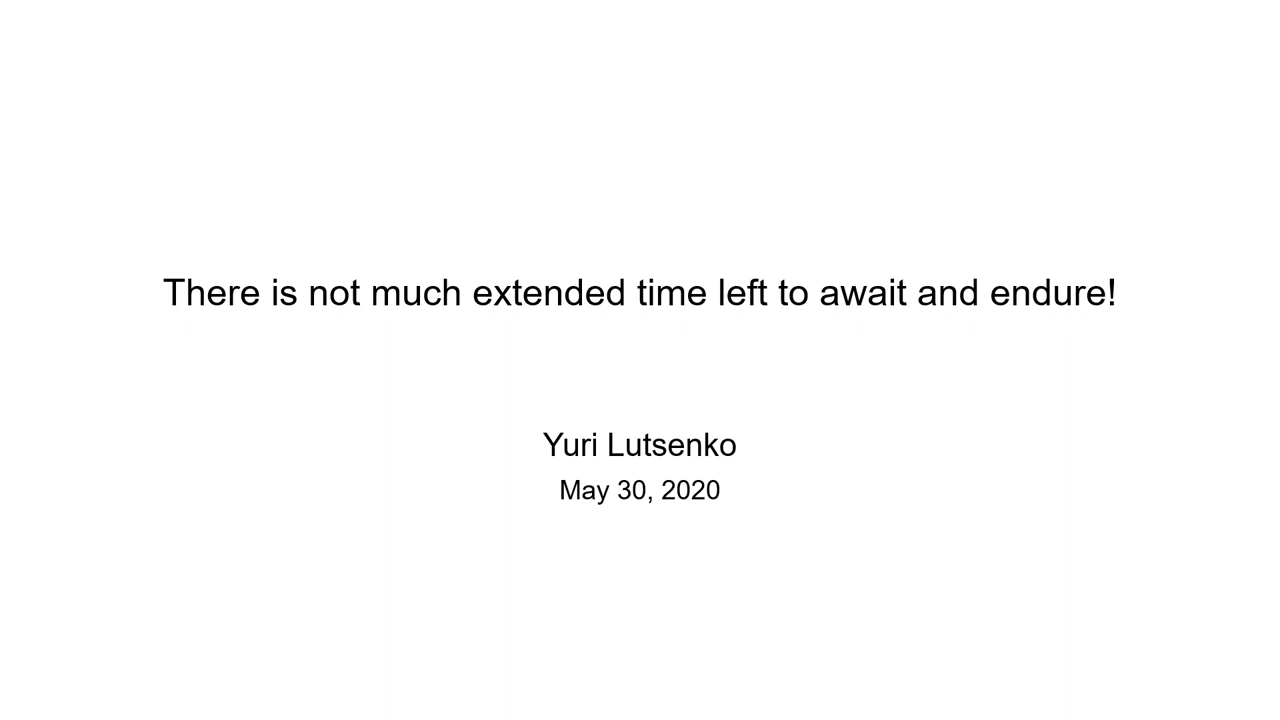 There is not much extended time left to await and endure!
Yuri Lutsenko
May 30, 2020